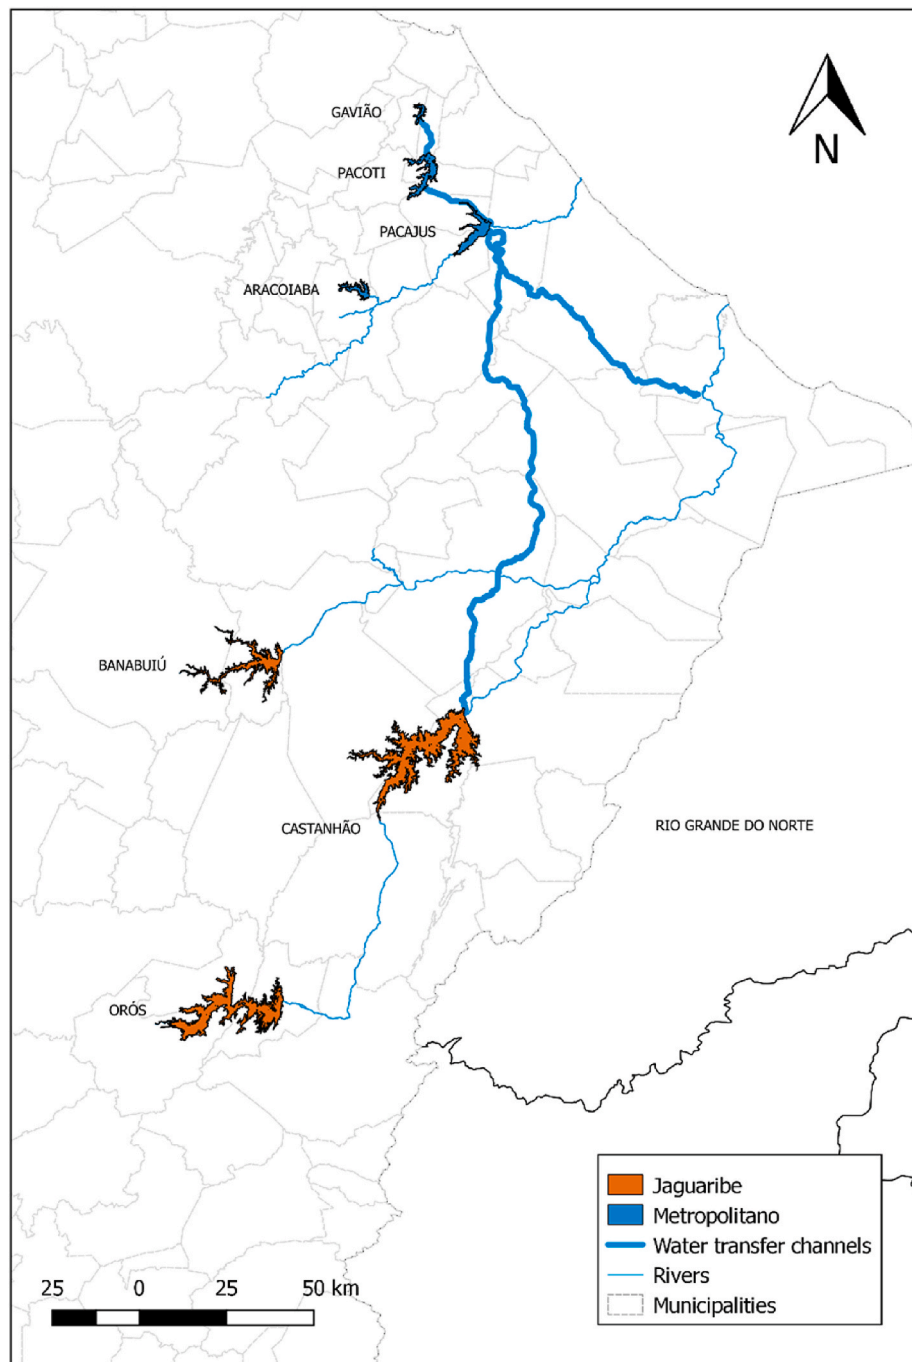 GAVIÃO
N
PACOTI
PACAJUS
ARACOIABA
BANABUIÚ
CASTANHÃO
RIO GRANDE DO NORTE
ORÓS
Jaguaribe
Metropolitano
Water transfer channels
Rivers
Municipalities
25 0 25 50 km